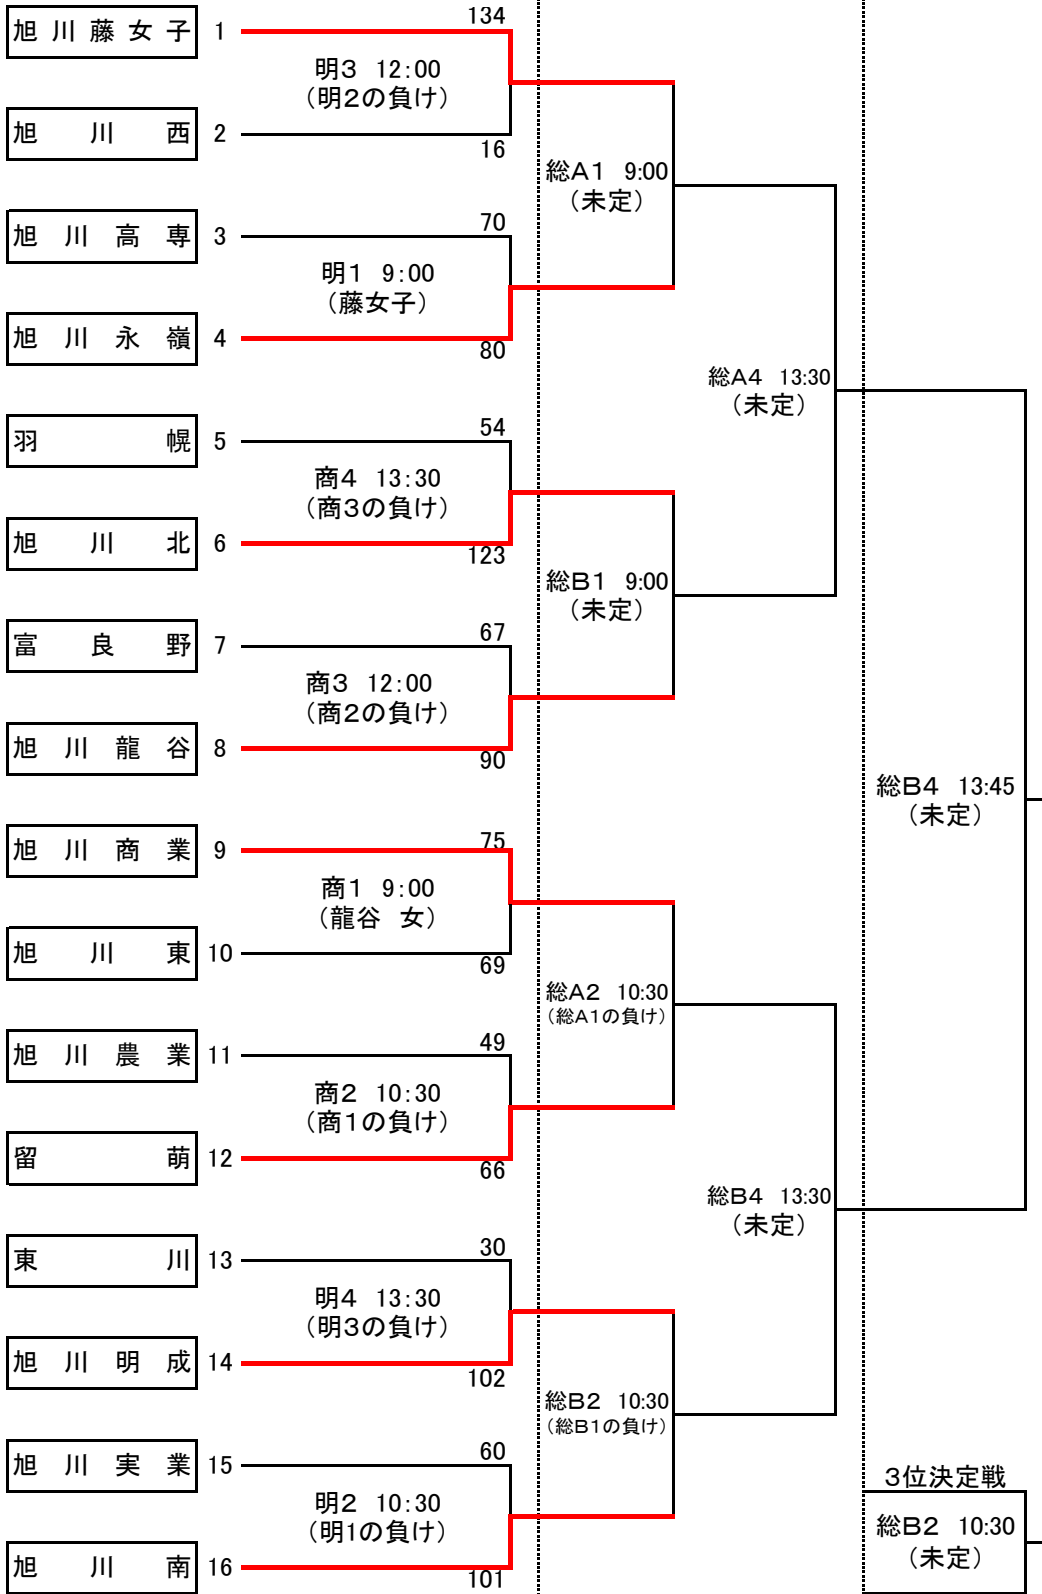 旭川藤女子 1
134
明3 12:00
（明2の負け）
旭川西 2
16
総A1 9:00
（未定）
旭川高専 3
70
明1 9:00
（藤女子）
旭川永嶺 4
80
総A4 13:30
（未定）
羽幌 5
54
商4 13:30
（商3の負け）
旭川北 6
123
総B1 9:00
（未定）
富良野 7
67
商3 12:00
（商2の負け）
旭川龍谷 8
90
総B4 13:45
（未定）
旭川商業 9
75
商1 9:00
（龍谷 女）
旭川東 10
69
総A2 10:30
（総A1の負け）
旭川農業 11
49
商2 10:30
（商1の負け）
留萌 12
66
総B4 13:30
（未定）
東川 13
30
明4 13:30
（明3の負け）
旭川明成 14
102
総B2 10:30
（総B1の負け）
旭川実業 15
60
明2 10:30
（明1の負け）
旭川南 16
101
3位決定戦
総B2 10:30
（未定）